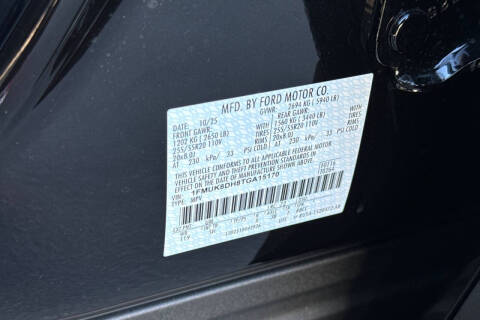 MFD. BY FORD MOTOR CO.
DATE: 10/25 GVWR: 2694 KG ( 5940 LB)
FRONT GAWR: REAR GAWR:
1202 KG ( 2650 LB) 1560 KG ( 3440 LB)
255/55R20 110V TIRES 255/55R20 110V TIRES
20x8.0J RIMS 20x8.0J RIMS
AT 230 kPa/ 33 PSI COLD AT 230 kPa/ 33 PSI COLD
THIS VEHICLE CONFORMS TO ALL APPLICABLE FEDERAL MOTOR
VEHICLE SAFETY AND THEFT PREVENTION STANDARDS IN EFFECT
ON THE DATE OF MANUFACTURE SHOWN ABOVE.
VIN: 1FMUK8DH8TGA15170
TYPE: MPV